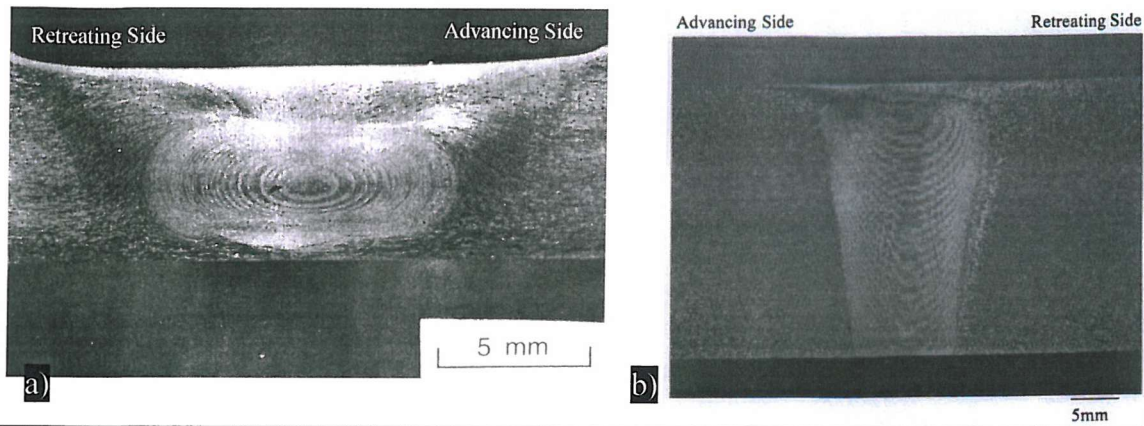 Retreating Side
Advancing Side
5 mm
a)
Advancing Side
Retreating Side
b)
5mm